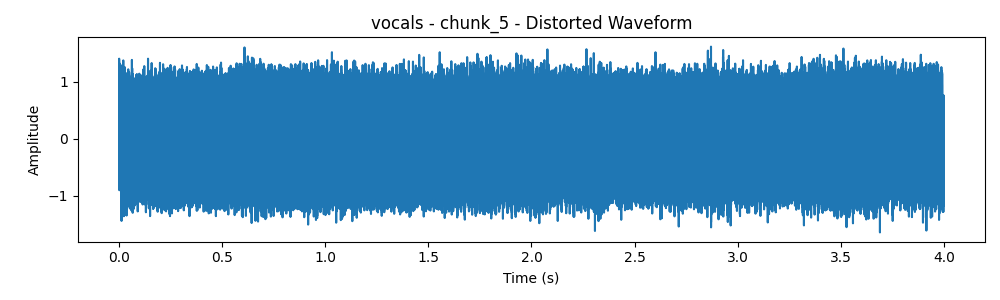 vocals - chunk_5 - Distorted Waveform
Amplitude
1
0
−1
0.0 0.5 1.0 1.5 2.0 2.5 3.0 3.5 4.0
Time (s)